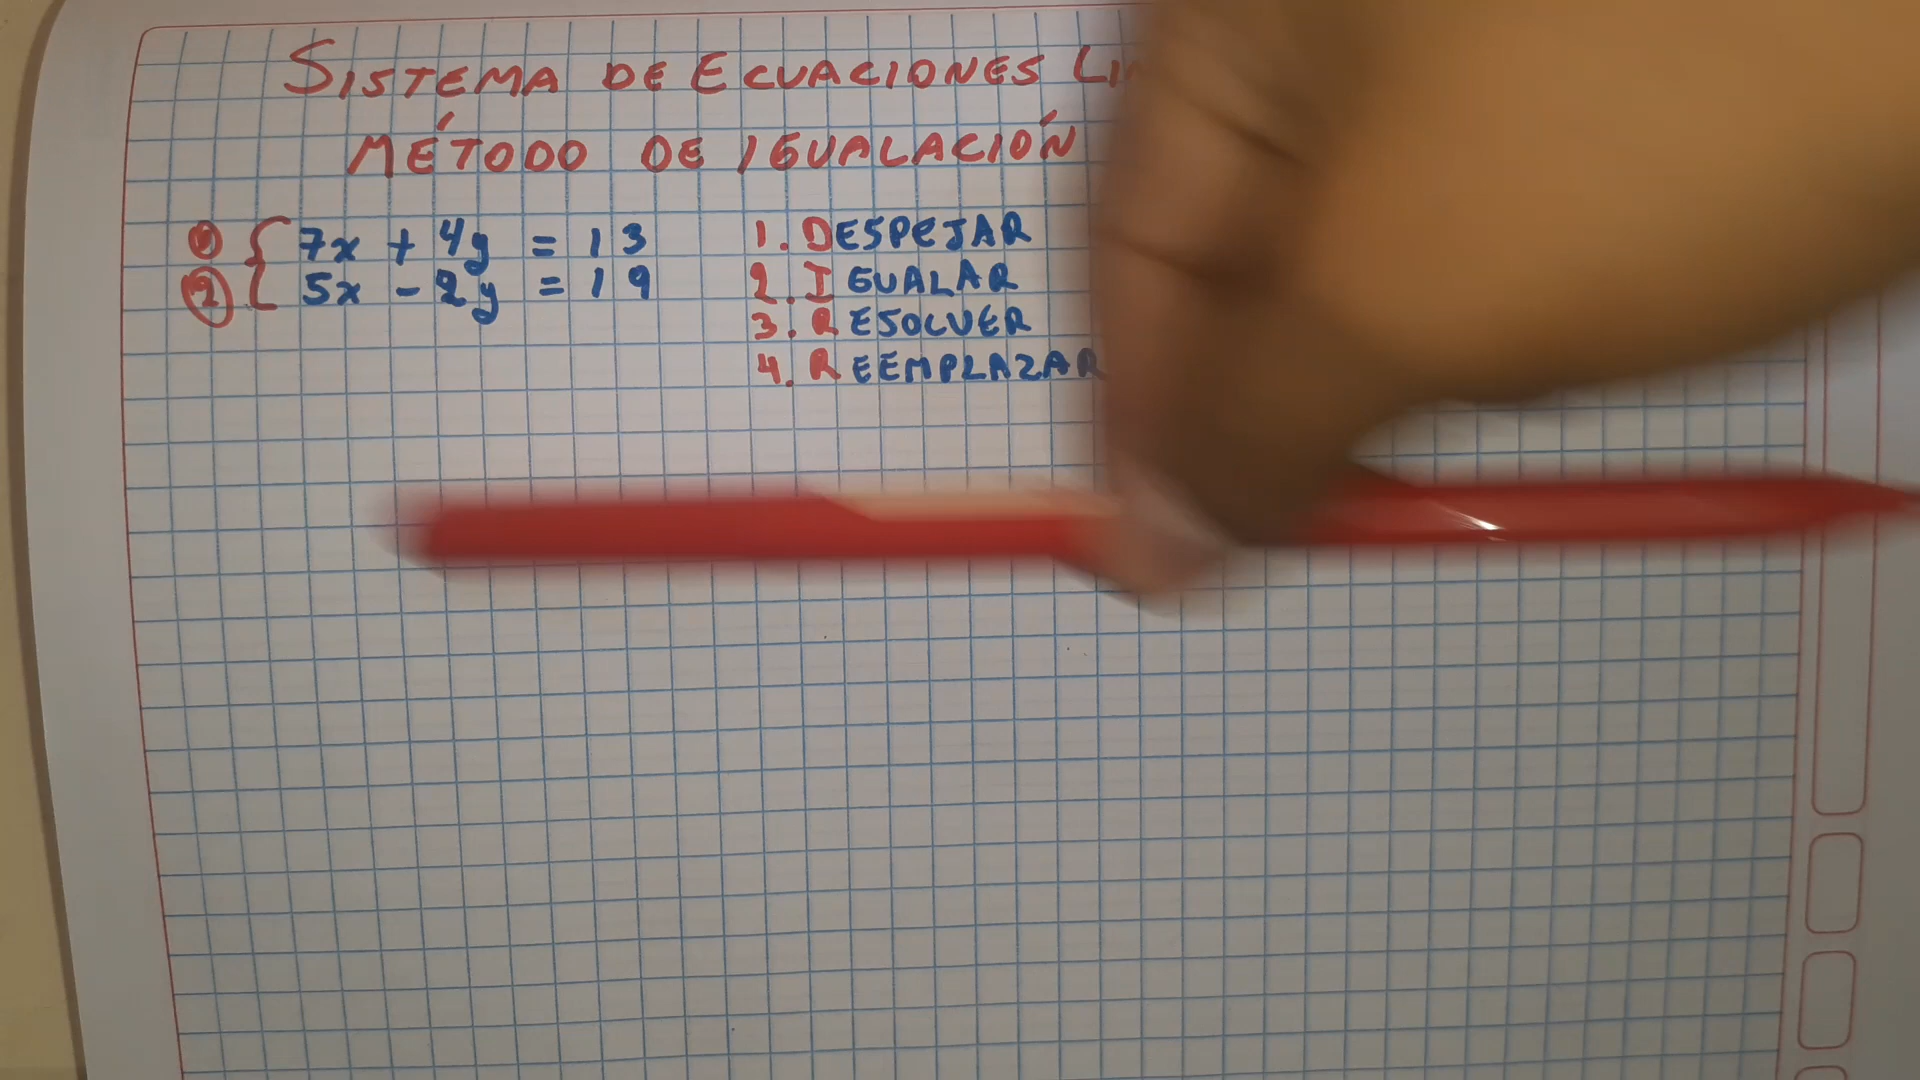 SISTEMA DE ECUACIONES
MÉTODO DE IGUALACIÓN
1 7x + 4y = 13
2 5x - 2y = 19
1. DESPEJAR
2. IGUALAR
3. RESOLVER
4. REEMPLAZAR